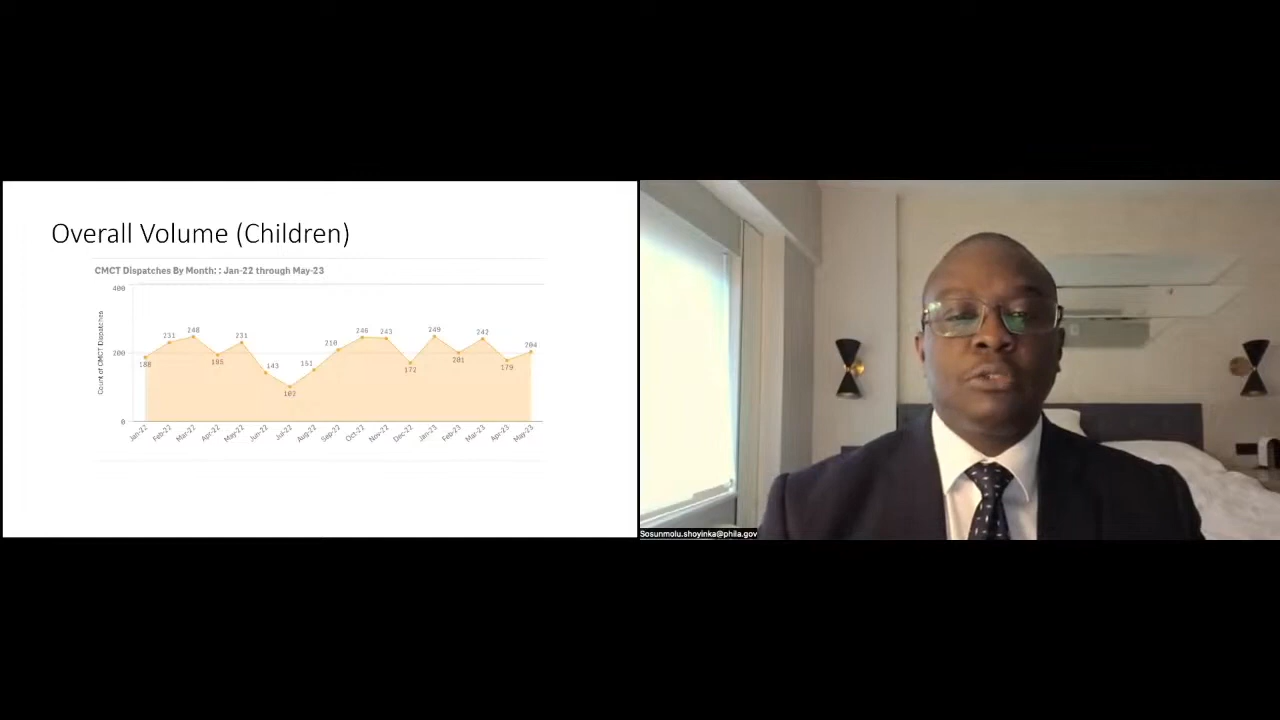 Overall Volume (Children)
CMCT Dispatches By Month: : Jan-22 through May-23
Count of CMCT Dispatches
400
200
0
188
231
248
195
231
143
102
151
210
246
243
172
249
201
242
179
204
Jan-22
Feb-22
Mar-22
Apr-22
May-22
Jun-22
Jul-22
Aug-22
Sep-22
Oct-22
Nov-22
Dec-22
Jan-23
Feb-23
Mar-23
Apr-23
May-23
Sosunmolu.shoyinka@phila.gov